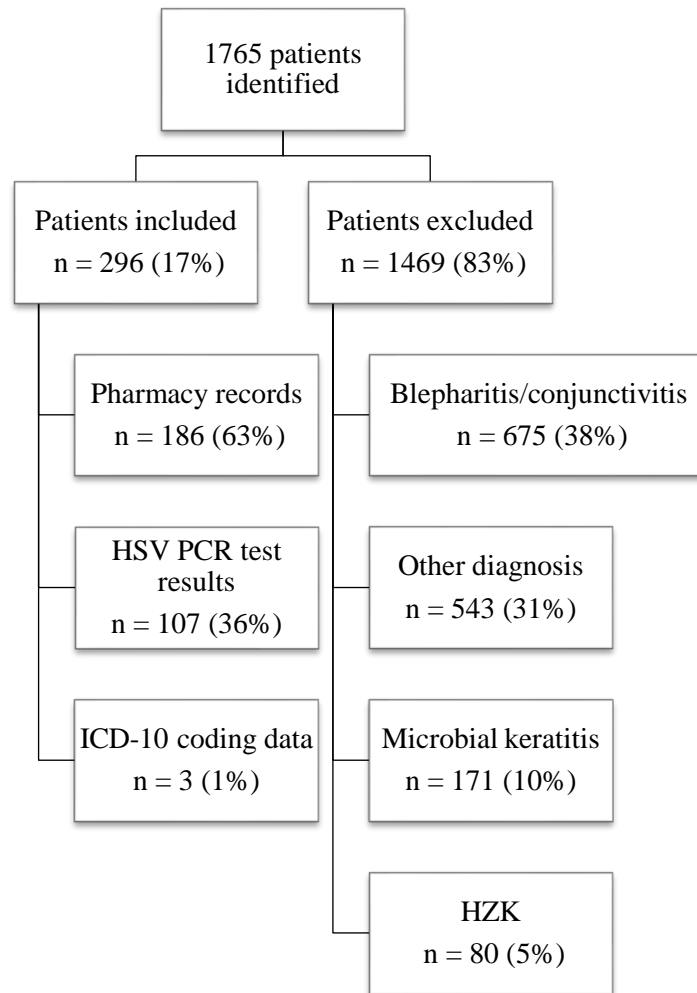 1765 patients
identified
Patients included
n = 296 (17%)
Patients excluded
n = 1469 (83%)
Pharmacy records
n = 186 (63%)
Blepharitis/conjunctivitis
n = 675 (38%)
HSV PCR test
results
n = 107 (36%)
Other diagnosis
n = 543 (31%)
ICD-10 coding data
n = 3 (1%)
Microbial keratitis
n = 171 (10%)
HZK
n = 80 (5%)